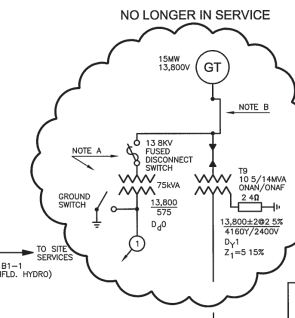 NO LONGER IN SERVICE
15MW
13,800V
GT
NOTE B
13 8KV
FUSED
DISCONNECT
SWITCH
NOTE A
T9
10 5/14MVA
ONAN/ONAF
2 4Ω
75kVA
GROUND
SWITCH
13,800
575
Dd0
13,800±2@2 5%
4160Y/2400V
DY1
Z1=5 15%
1
TO SITE
SERVICES
B1-1
IFLD. HYDRO)